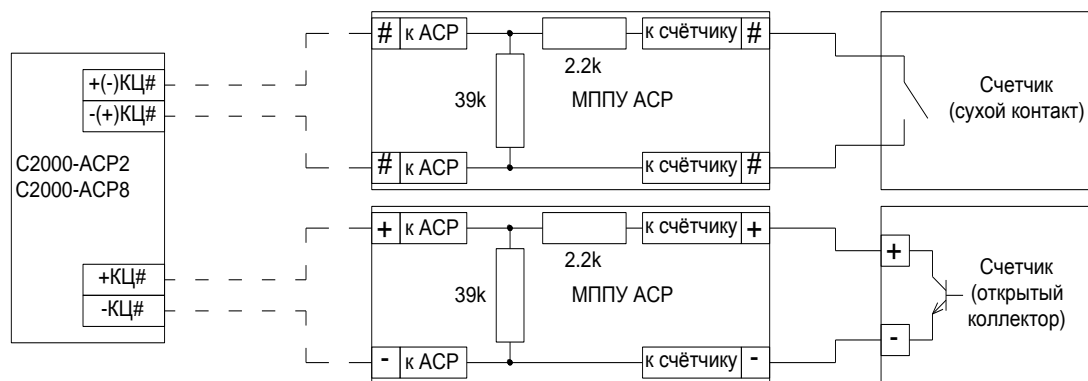 # к АСР к счётчику #
+(-)КЦ#
-(+)КЦ#
2.2k
39k
МППУ АСР
Счетчик
(сухой контакт)
С2000-АСР2
С2000-АСР8
# к АСР к счётчику #
+ к АСР к счётчику +
+КЦ#
-КЦ#
2.2k
39k
МППУ АСР
+
-
Счетчик
(открытый
коллектор)
- к АСР к счётчику -